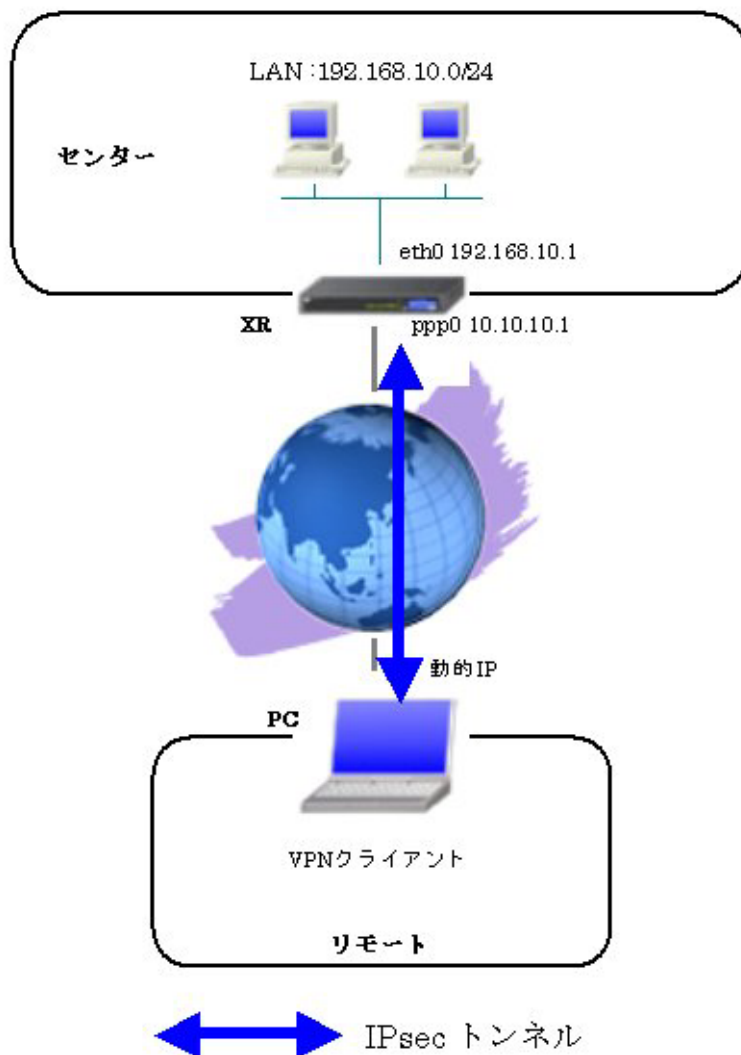 LAN :192.168.10.0/24
センター
eth0 192.168.10.1
XR
ppp0 10.10.10.1
動的IP
PC
VPNクライアント
リモート
IPsec トンネル